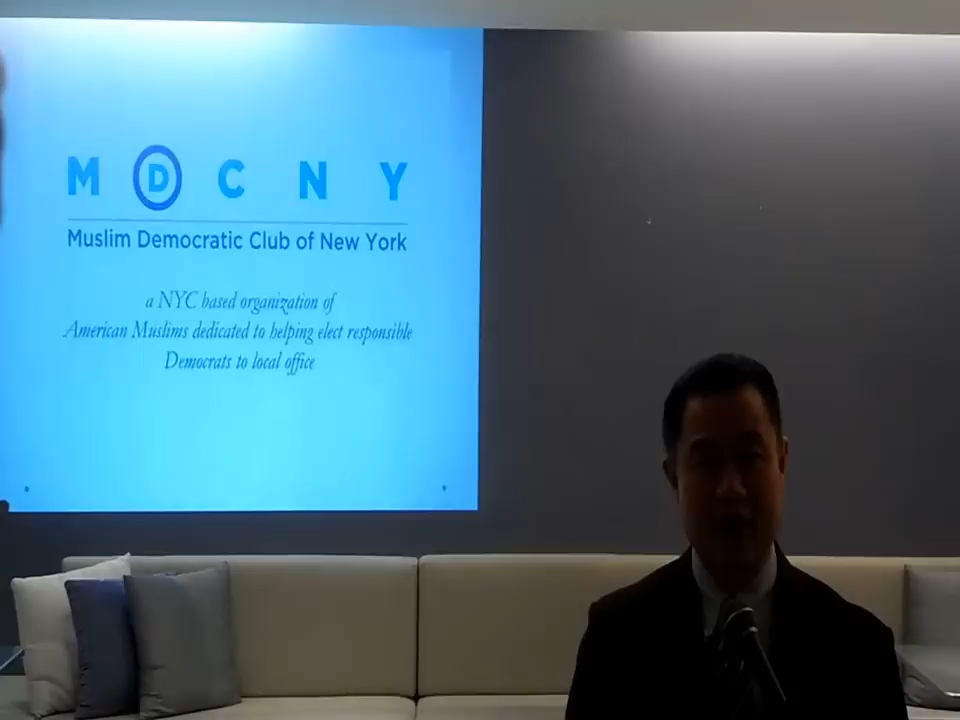 M D C N Y
Muslim Democratic Club of New York
a NYC based organization of
American Muslims dedicated to helping elect responsible
Democrats to local office